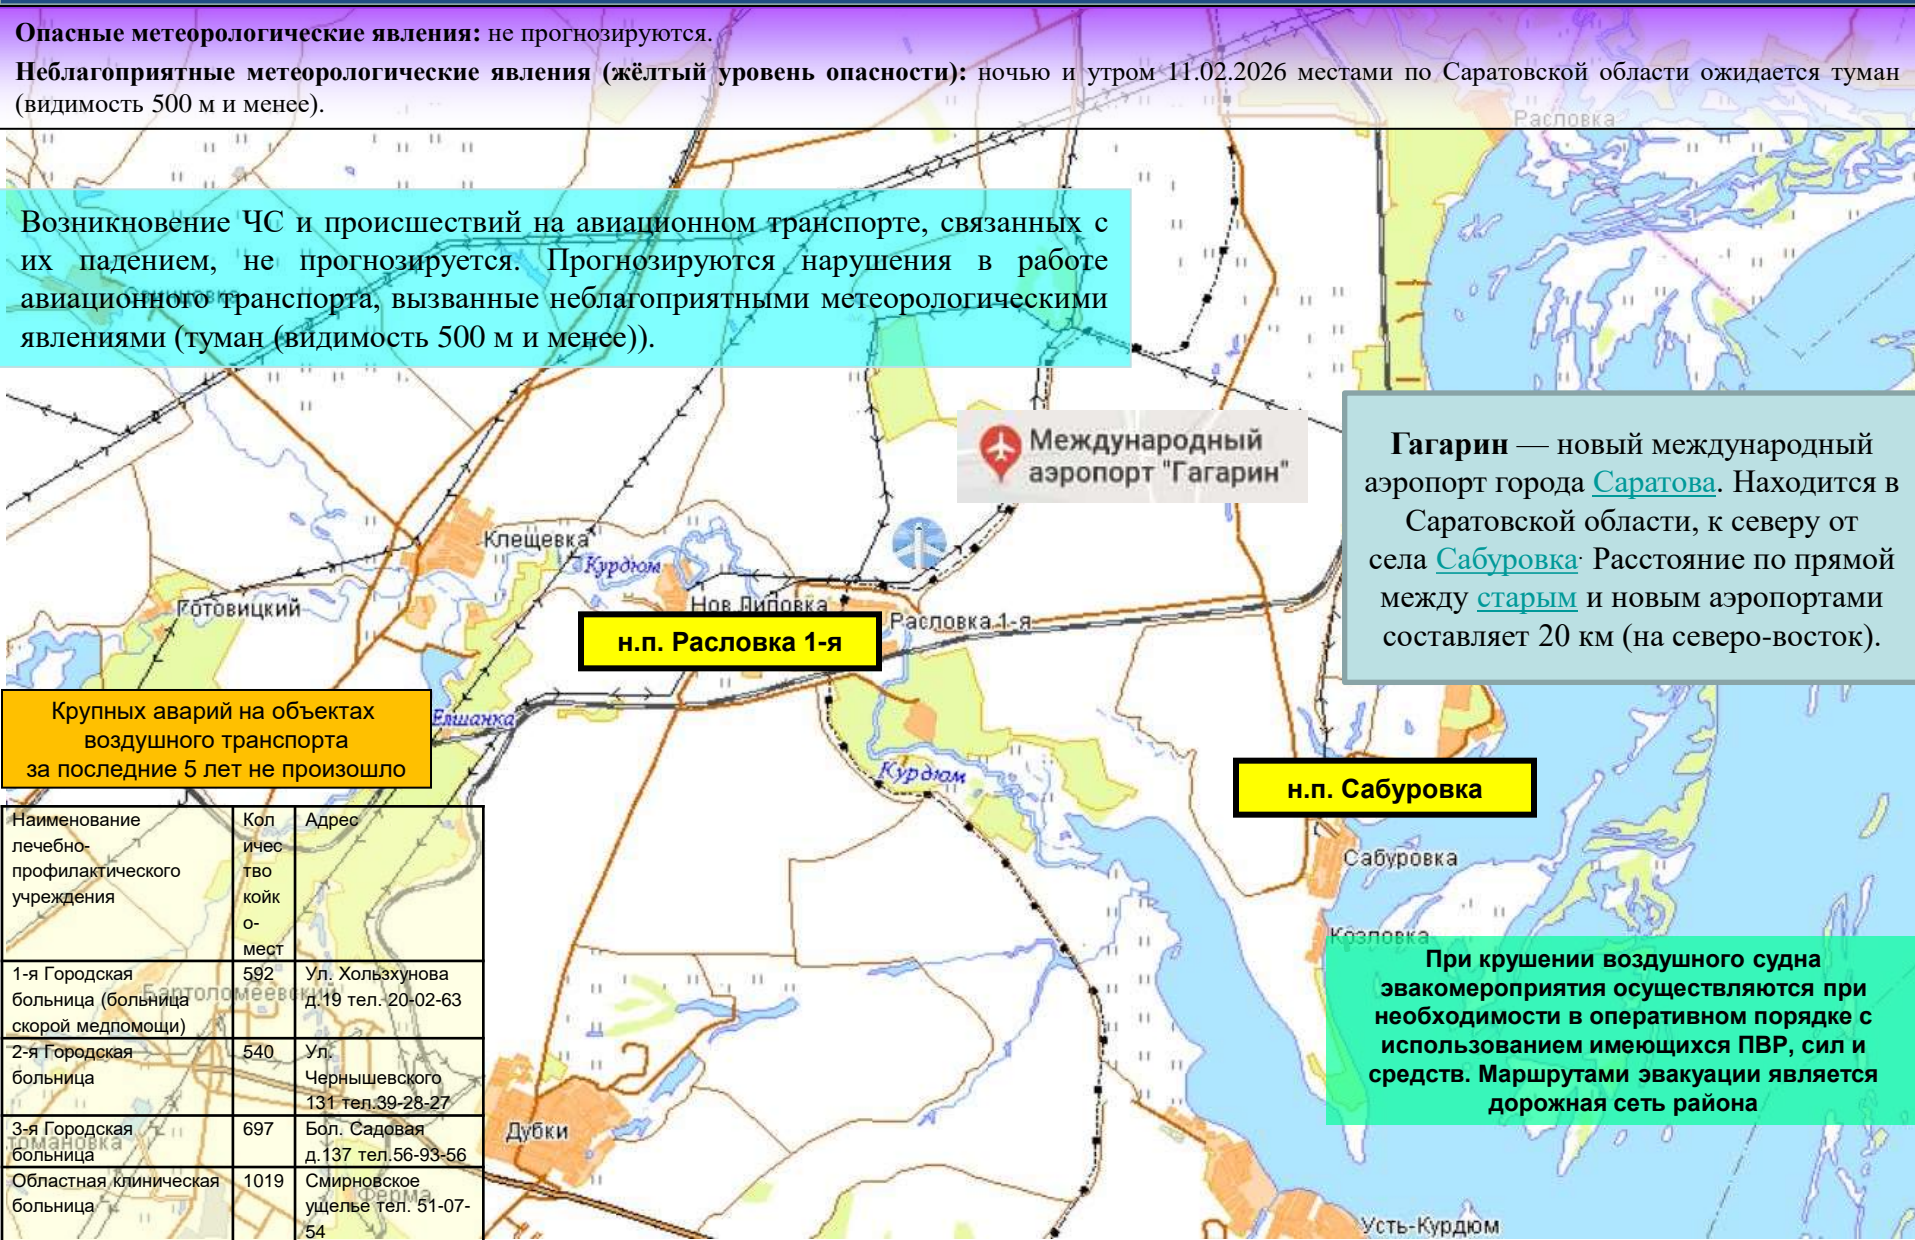 Опасные метеорологические явления: не прогнозируются.
Неблагоприятные метеорологические явления (жёлтый уровень опасности): ночью и утром 11.02.2026 местами по Саратовской области ожидается туман
(видимость 500 м и менее).
Расловка
Возникновение ЧС и происшествий на авиационном транспорте, связанных с
их падением, не прогнозируется. Прогнозируются нарушения в работе
авиационного транспорта, вызванные неблагоприятными метеорологическими
явлениями (туман (видимость 500 м и менее)).
Международный
аэропорт "Гагарин"
Гагарин — новый международный
аэропорт города Саратова. Находится в
Саратовской области, к северу от
села Сабуровка. Расстояние по прямой
между старым и новым аэропортами
составляет 20 км (на северо-восток).
Клещевка
Курдюм
Готовицкий
Нов.Липовка
Расловка 1-я
н.п. Расловка 1-я
Елшанка
Крупных аварий на объектах
воздушного транспорта
за последние 5 лет не произошло
Курдюм
н.п. Сабуровка
Сабуровка
Козловка
Наименование
лечебно-
профилактического
учреждения
Кол
ичес
тво
койк
о-
мест
Адрес
1-я Городская
больница (больница
скорой медпомощи)
592
Ул. Хользхунова
д.19 тел. 20-02-63
2-я Городская
больница
540
Ул.
Чернышевского
131 тел.39-28-27
3-я Городская
больница
697
Бол. Садовая
д.137 тел.56-93-56
Областная клиническая
больница
1019
Смирновское
ущелье тел. 51-07-
54
Ферма
При крушении воздушного судна
эвакомероприятия осуществляются при
необходимости в оперативном порядке с
использованием имеющихся ПВР, сил и
средств. Маршрутами эвакуации является
дорожная сеть района
Дубки
Усть-Курдюм